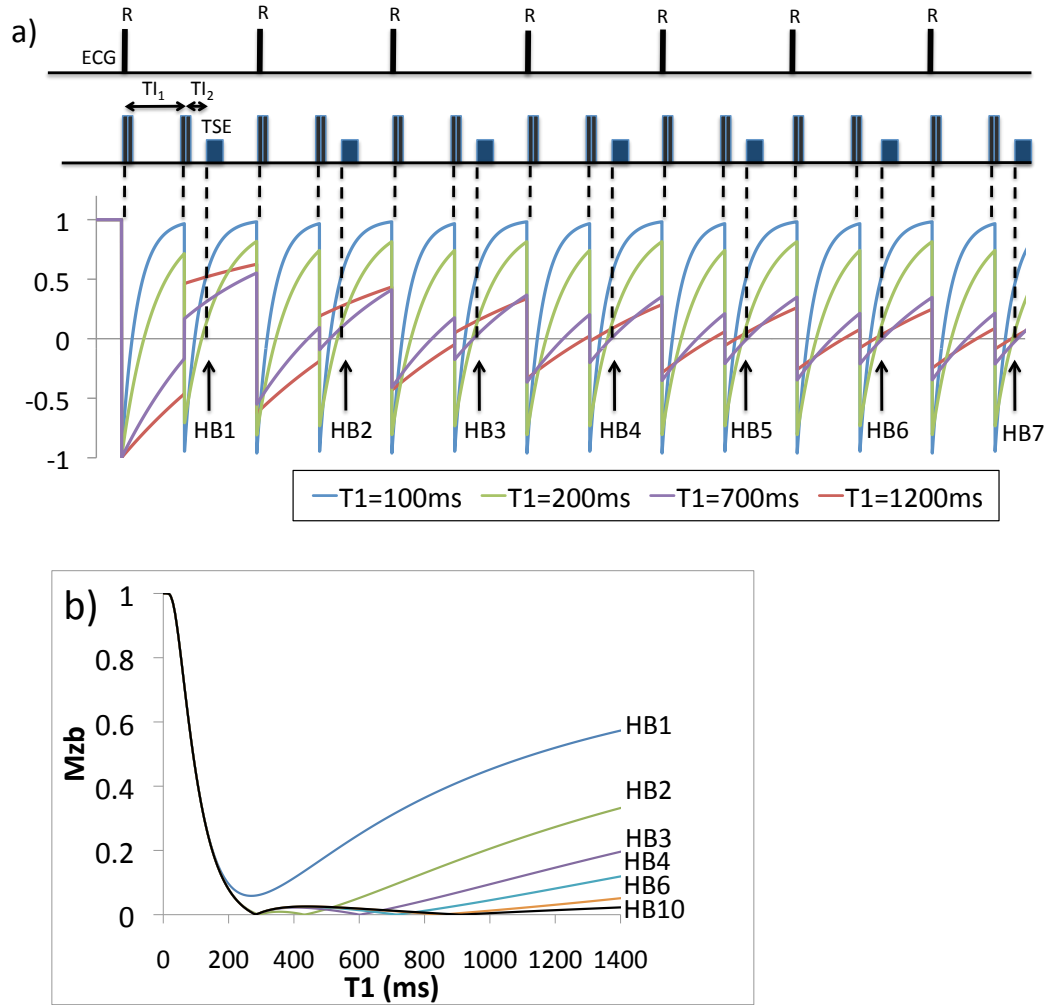 a)
R R R R R R R
ECG
TI1 TI2
TSE
1
0.5
0
-0.5
-1
HB1 HB2 HB3 HB4 HB5 HB6 HB7
T1=100ms T1=200ms T1=700ms T1=1200ms
b)
1
0.8
0.6
0.4
0.2
0
Mzb
HB1
HB2
HB3
HB4
HB6
HB10
0 200 400 600 800 1000 1200 1400
T1 (ms)